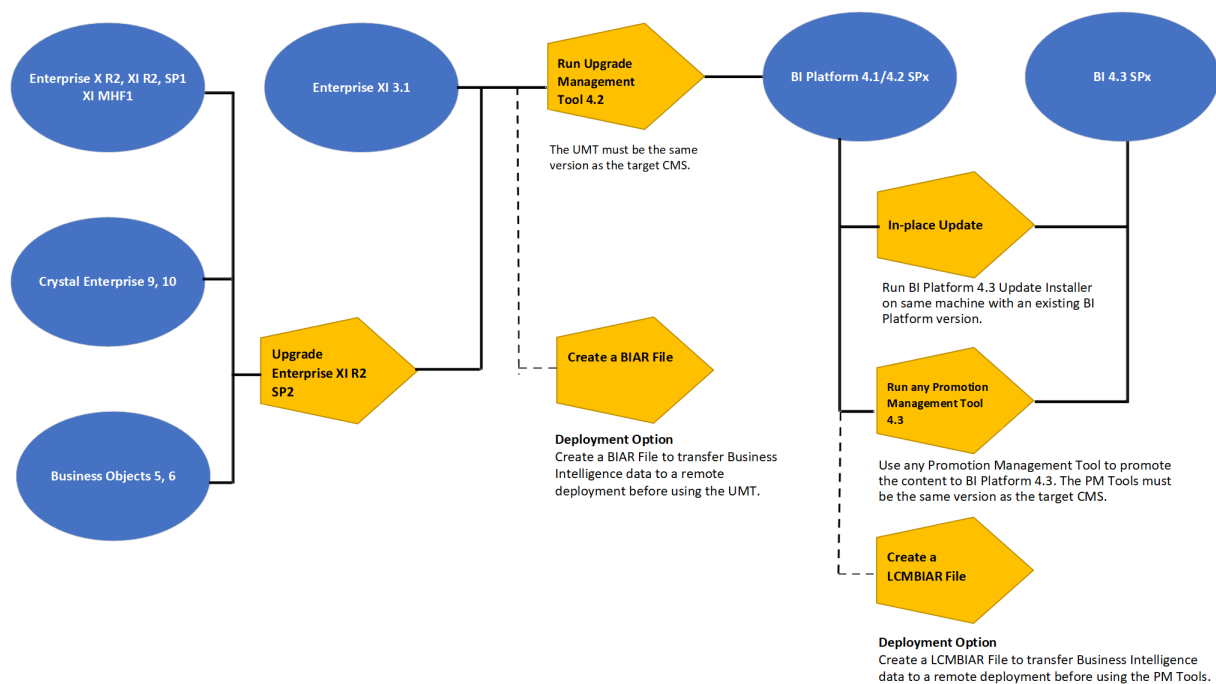 Enterprise X R2, XI R2, SP1
XI MHF1
Enterprise XI 3.1
Run Upgrade
Management
Tool 4.2
BI Platform 4.1/4.2 SPx
BI 4.3 SPx
The UMT must be the same
version as the target CMS.
In-place Update
Run BI Platform 4.3 Update Installer
on same machine with an existing BI
Platform version.
Crystal Enterprise 9, 10
Upgrade
Enterprise XI R2
SP2
Create a BIAR File
Run any Promotion
Management Tool
4.3
Business Objects 5, 6
Deployment Option
Create a BIAR File to transfer Business
Intelligence data to a remote
deployment before using the UMT.
Use any Promotion Management Tool to promote
the content to BI Platform 4.3. The PM Tools must
be the same version as the target CMS.
Create a
LCMBIAR File
Deployment Option
Create a LCMBIAR File to transfer Business Intelligence
data to a remote deployment before using the PM Tools.